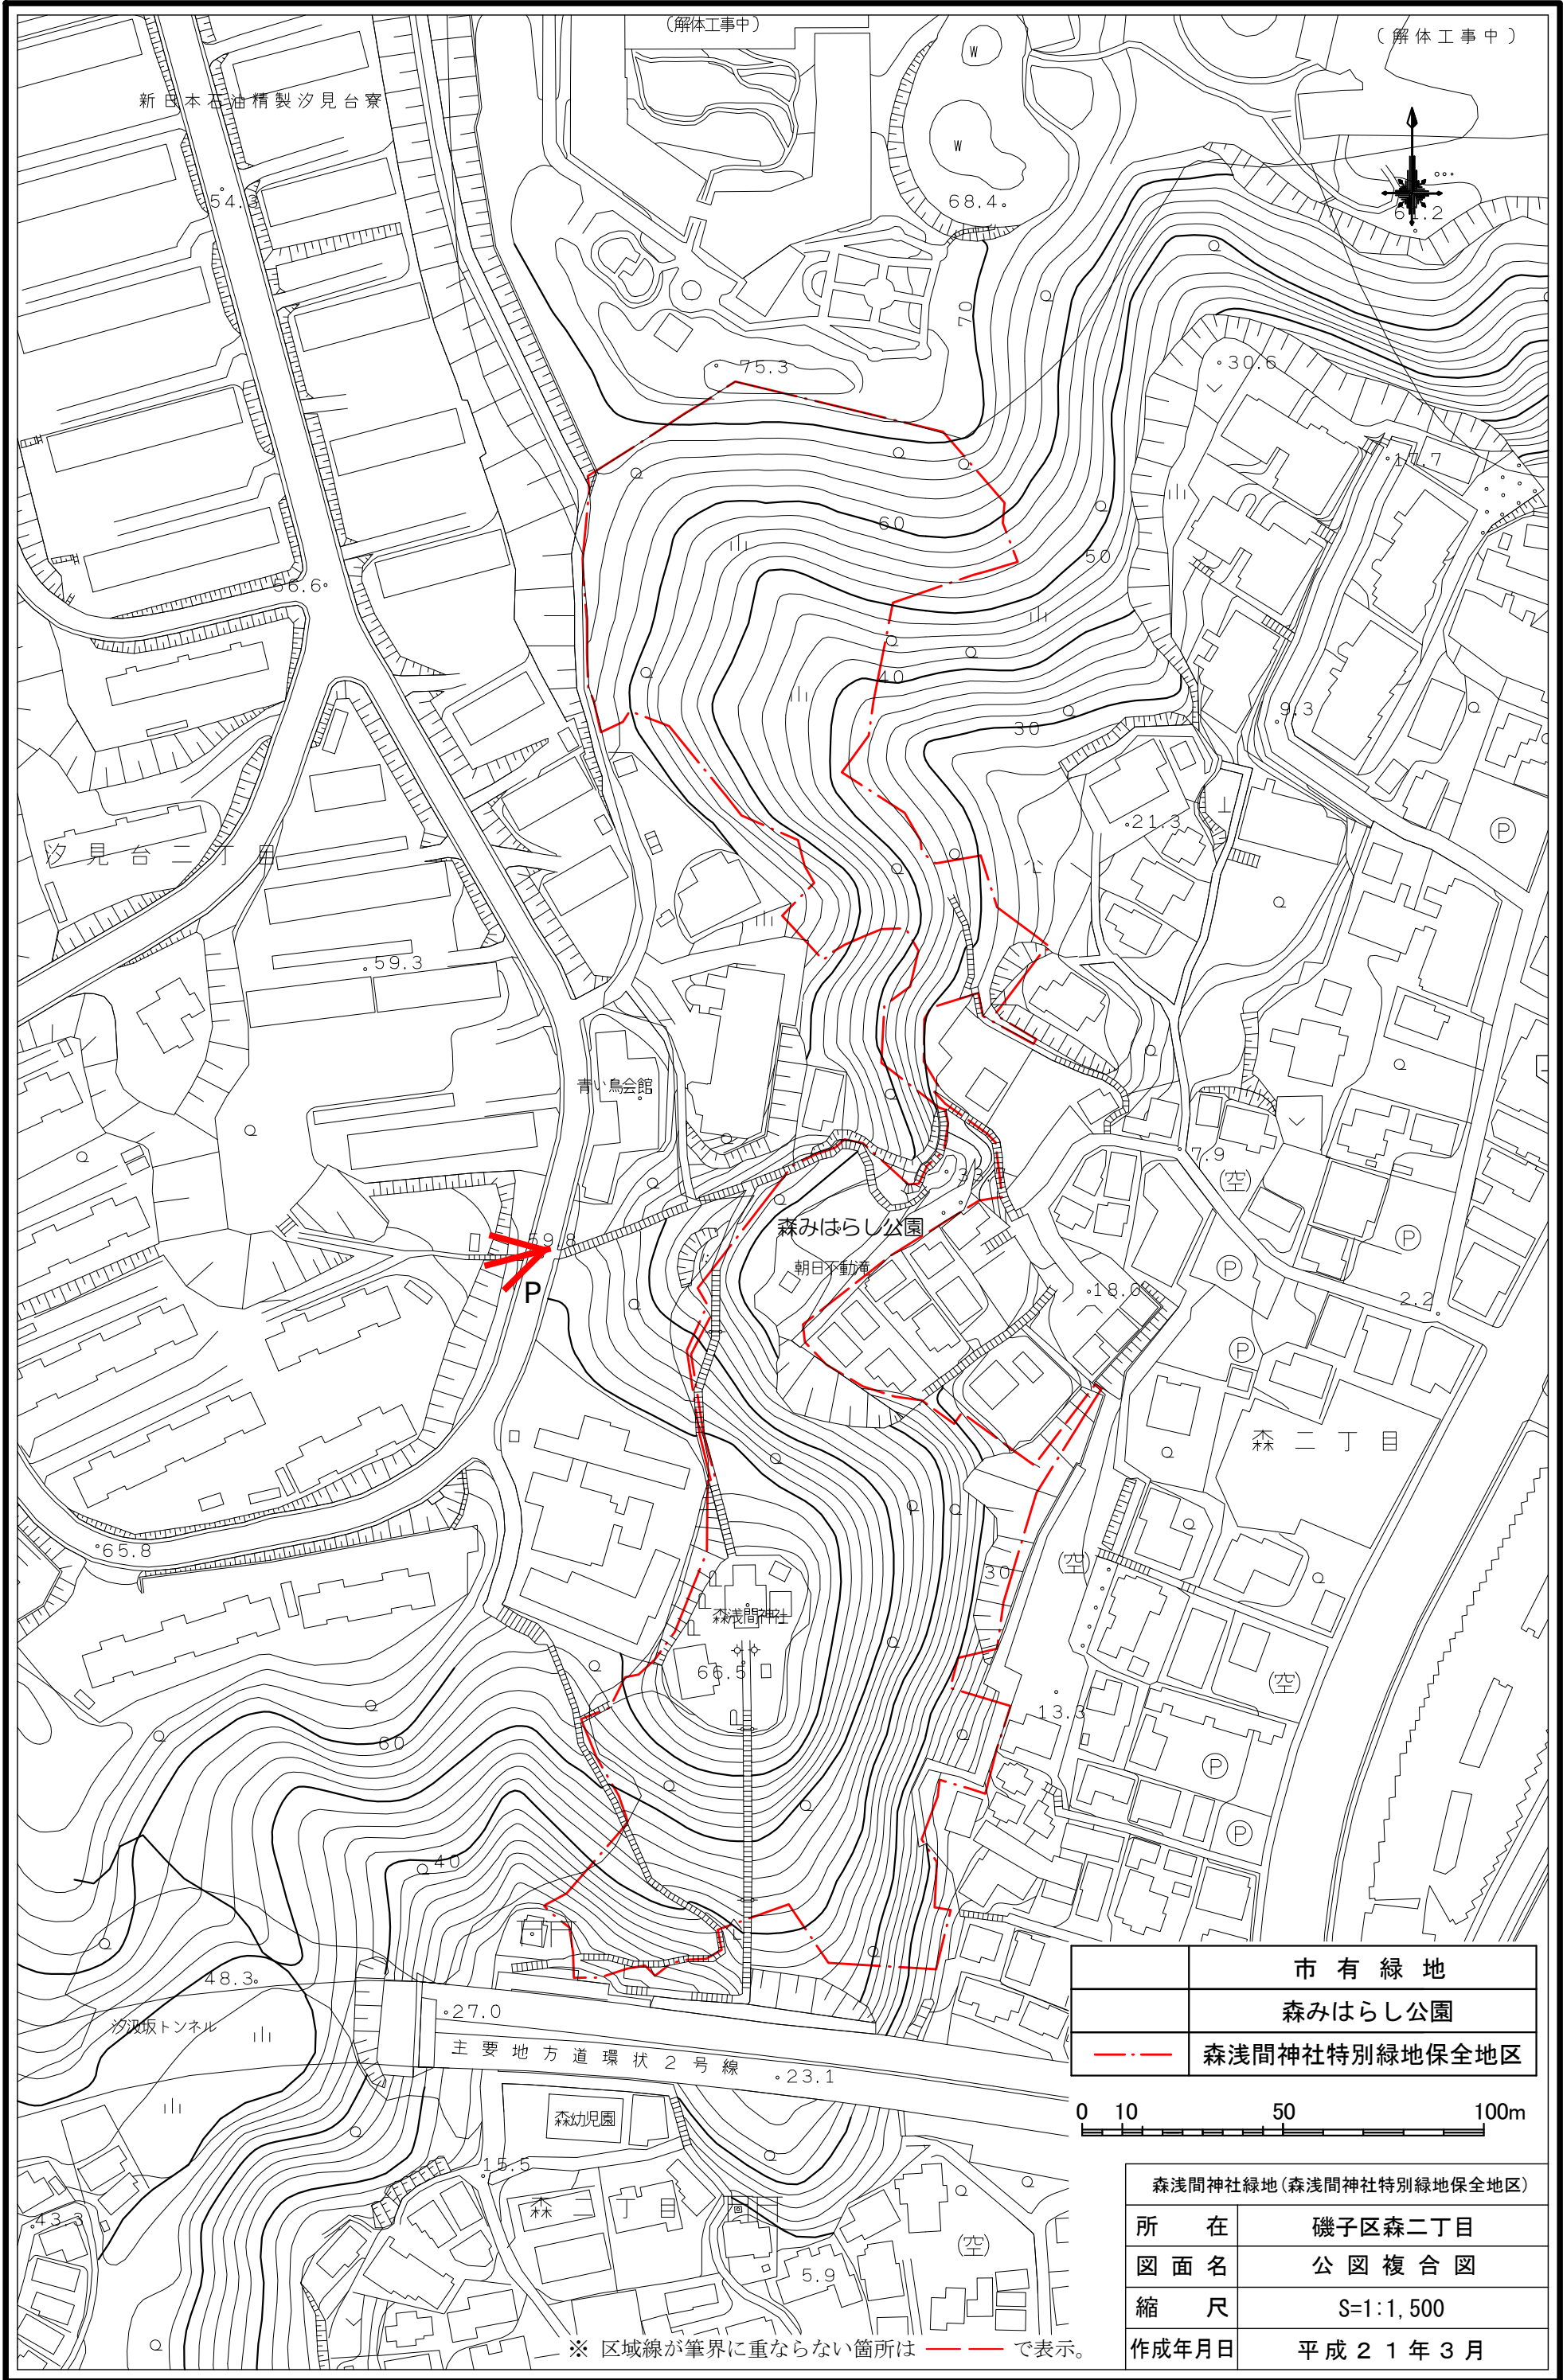 (解体工事中)
(解体工事中)
W
新日本石油精製汐見台寮
W
54.3
68.4
61.2
70
75.3
30.6
17.7
60
50
56.6
40
9.3
30
21.3
P
汐見台二丁目
59.3
青い鳥会館
7.9
(空)
33
森みはらし公園
P
59.8
朝日不動滝
P
P
18.0
2.2
P
森二丁目
65.8
(空)
30
森浅間神社
66.5
(空)
13.3
60
P
P
40
48.3
27.0
汐汲坂トンネル
主要地方道環状2号線
23.1
市有緑地
森みはらし公園
森浅間神社特別緑地保全地区
0 10 50 100m
森幼児園
15.5
森二丁目
43.3
(空)
5.9
森浅間神社緑地(森浅間神社特別緑地保全地区)
所在 磯子区森二丁目
図面名 公図複合図
縮尺 S=1:1,500
作成年月日 平成21年3月
※ 区域線が筆界に重ならない箇所は で表示。